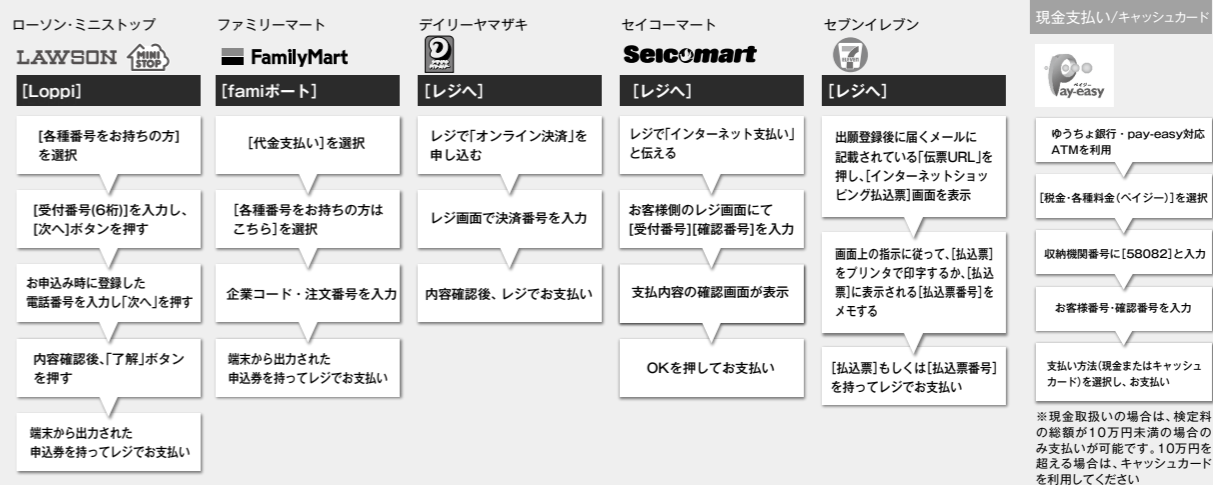 ローソン・ミニストップ
LAWSON
MINI
STOP
[Loppi]
[各種番号をお持ちの方]
を選択
[受付番号(6桁)]を入力し、
[次へ]ボタンを押す
お申込み時に登録した
電話番号を入力し「次へ」を押す
内容確認後、「了解」ボタン
を押す
端末から出力された
申込券を持ってレジでお支払い
ファミリーマート
FamilyMart
[famiポート]
[代金支払い]を選択
[各種番号をお持ちの方は
こちら]を選択
企業コード・注文番号を入力
端末から出力された
申込券を持ってレジでお支払い
デイリーヤマザキ
[レジへ]
レジで「オンライン決済」を
申し込む
レジ画面で決済番号を入力
内容確認後、レジでお支払い
セイコーマート
Seicomart
[レジへ]
レジで「インターネット支払い」
と伝える
お客様側のレジ画面にて
[受付番号][確認番号]を入力
支払内容の確認画面が表示
OKを押してお支払い
セブンイレブン
7
ELEVEN
[レジへ]
出願登録後に届くメールに
記載されている「伝票URL」を
押し、[インターネットショッ
ピング払込票]画面を表示
画面上の指示に従って、[払込票]
をプリンタで印字するか、[払込
票]に表示される[払込票番号]を
メモする
[払込票]もしくは[払込票番号]
を持ってレジでお支払い
現金支払い/キャッシュカード
ペイジー
Pay-easy
ゆうちょ銀行・pay-easy対応
ATMを利用
[税金・各種料金(ペイジー)]を選択
収納機関番号に[58082]と入力
お客様番号・確認番号を入力
支払い方法(現金またはキャッシュ
カード)を選択し、お支払い
※現金取扱いの場合は、検定料
の総額が10万円未満の場合の
み支払いが可能です。10万円を
超える場合は、キャッシュカード
を利用してください